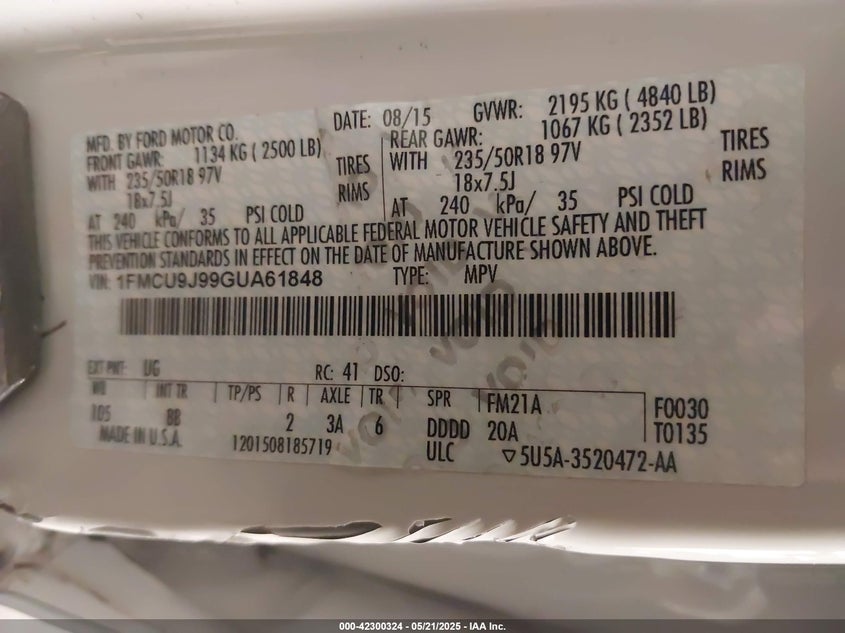 MFD. BY FORD MOTOR CO. DATE: 08/15 GVWR: 2195 KG ( 4840 LB)
FRONT GAWR: 1134 KG ( 2500 LB) REAR GAWR: 1067 KG ( 2352 LB)
WITH 235/50R18 97V TIRES WITH 235/50R18 97V TIRES
18x7.5J RIMS 18x7.5J RIMS
AT 240 kPa/ 35 PSI COLD AT 240 kPa/ 35 PSI COLD
THIS VEHICLE CONFORMS TO ALL APPLICABLE FEDERAL MOTOR VEHICLE SAFETY AND THEFT
PREVENTION STANDARDS IN EFFECT ON THE DATE OF MANUFACTURE SHOWN ABOVE.
VIN: 1FMCU9J99GUA61848 TYPE: MPV
VOID
EXT PNT: UG RC: 41 DSO:
WB INT TR TP/PS R AXLE TR SPR FM21A F0030
105 BB 2 3A 6 DDDD 20A T0135
MADE IN U.S.A. 1201508185719 ULC ▽5U5A-3520472-AA
000-42300324 / 05/21/2025 - IAA Inc.